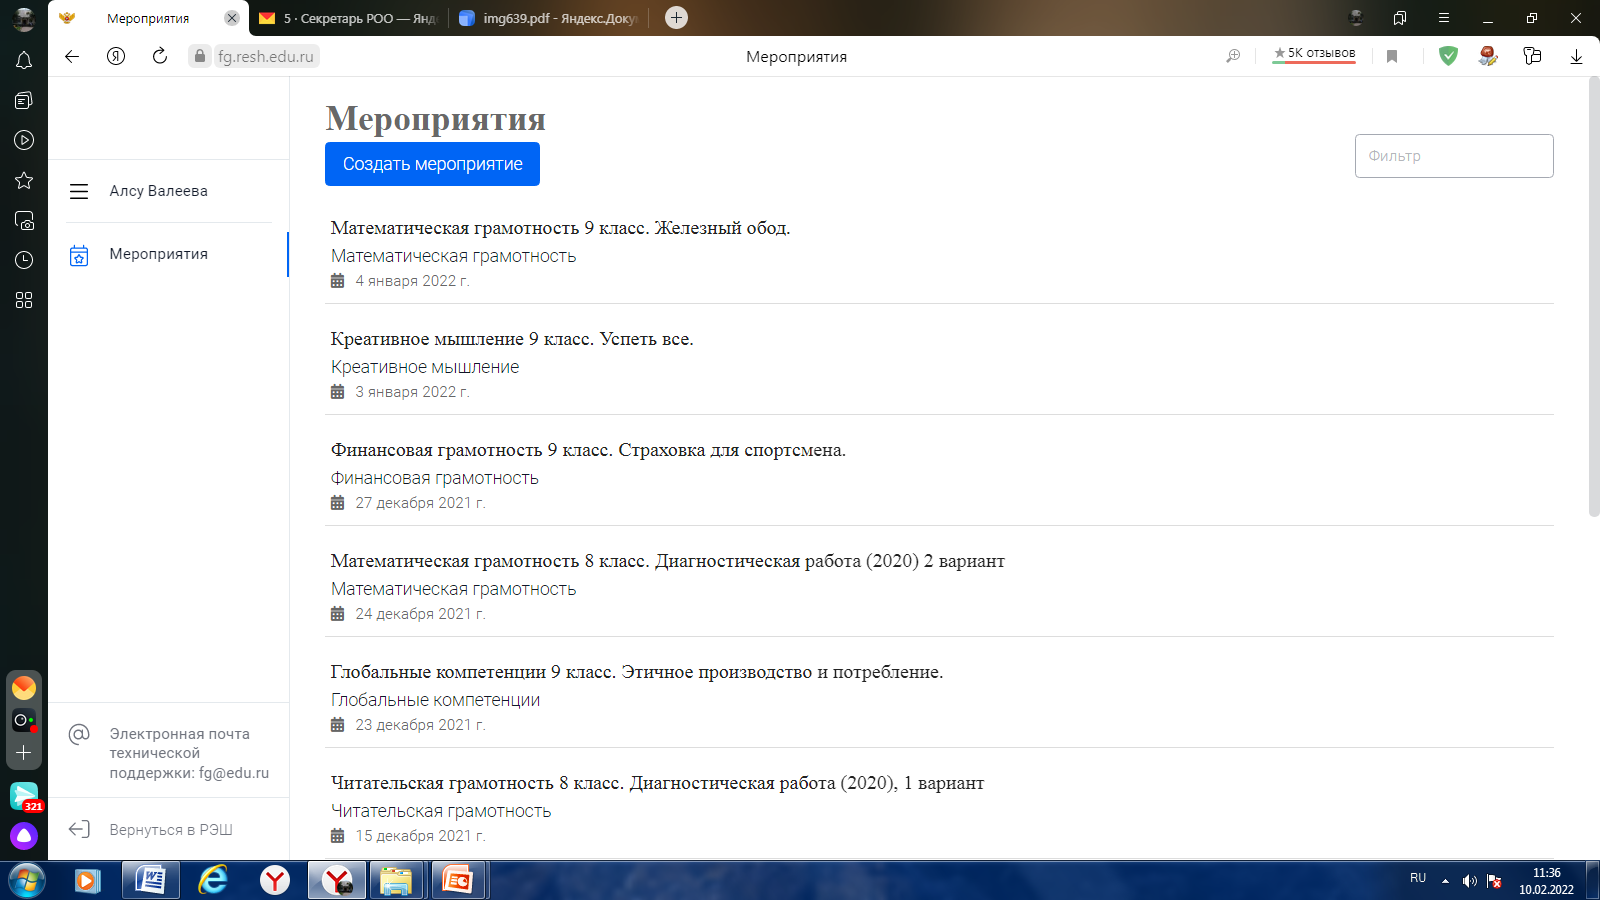 Мероприятия
5 · Секретарь РОО — Янд
img639.pdf - Яндекс.Доку
fg.resh.edu.ru
Мероприятия
5K отзывов
Алсу Валеева
Мероприятия
Электронная почта
технической
поддержки: fg@edu.ru
Вернуться в РЭШ
321
Мероприятия
Создать мероприятие
Фильтр
Математическая грамотность 9 класс. Железный обод.
Математическая грамотность
4 января 2022 г.
Креативное мышление 9 класс. Успеть все.
Креативное мышление
3 января 2022 г.
Финансовая грамотность 9 класс. Страховка для спортсмена.
Финансовая грамотность
27 декабря 2021 г.
Математическая грамотность 8 класс. Диагностическая работа (2020) 2 вариант
Математическая грамотность
24 декабря 2021 г.
Глобальные компетенции 9 класс. Этичное производство и потребление.
Глобальные компетенции
23 декабря 2021 г.
Читательская грамотность 8 класс. Диагностическая работа (2020), 1 вариант
Читательская грамотность
15 декабря 2021 г.
RU
11:36
10.02.2022